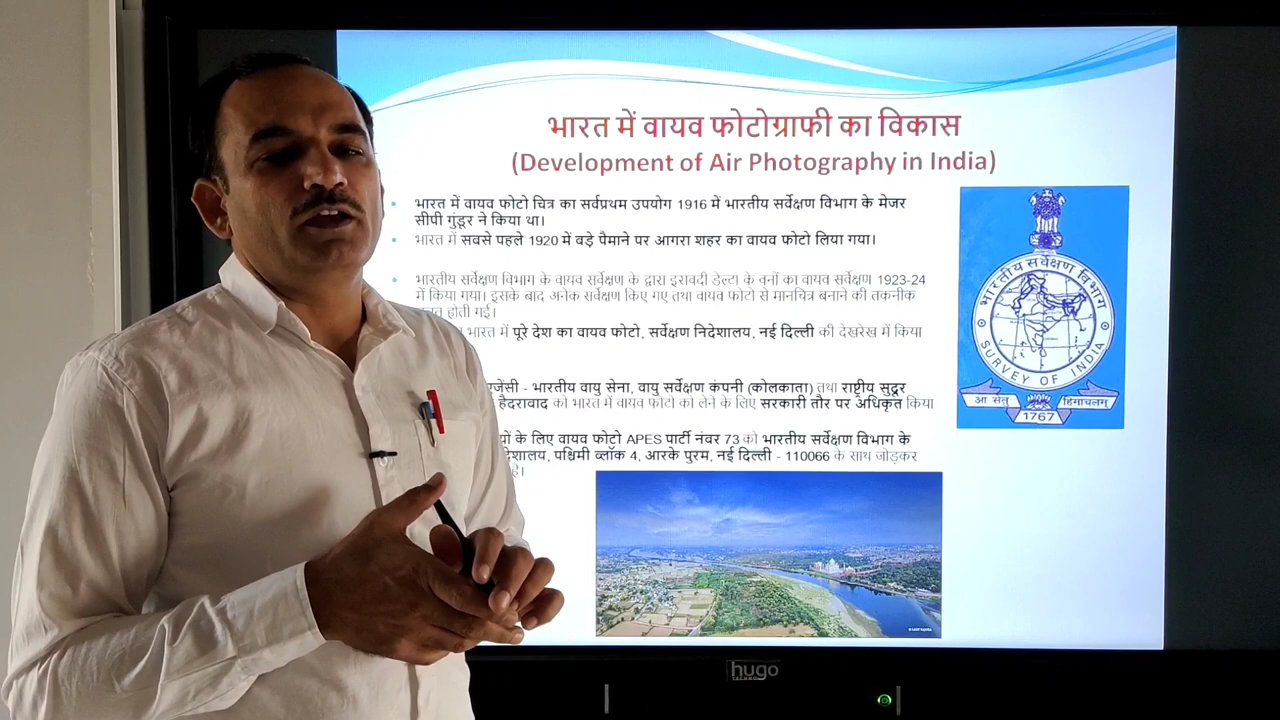 भारत में वायव फोटोग्राफी का विकास
(Development of Air Photography in India)
भारत में वायव फोटो चित्र का सर्वप्रथम उपयोग 1916 में भारतीय सर्वेक्षण विभाग के मेजर
सीपी गुंडूर ने किया था।
भारत में सबसे पहले 1920 में बड़े पैमाने पर आगरा शहर का वायव फोटो लिया गया।
भारतीय सर्वेक्षण विभाग के वायव सर्वेक्षण के द्वारा इरावदी डेल्टा के वनों का वायव सर्वेक्षण 1923-24
में किया गया। इसके बाद अनेक सर्वेक्षण किए गए तथा वायव फोटो से मानचित्र बनाने की तकनीक
होती गई।
भारत में पूरे देश का वायव फोटो, सर्वेक्षण निदेशालय, नई दिल्ली की देखरेख में किया
एजेंसी - भारतीय वायु सेना, वायु सर्वेक्षण कंपनी (कोलकाता) तथा राष्ट्रीय सुदूर
हैदरावाद को भारत में वायव फोटो को लेने के लिए सरकारी तौर पर अधिकृत किया
के लिए वायव फोटो APES पार्टी नंबर 73 को भारतीय सर्वेक्षण विभाग के
पश्चिमी ब्लॉक 4, आरके पुरम, नई दिल्ली - 110066 के साथ जोड़कर
है।
भारतीय सर्वेक्षण विभाग
SURVEY OF INDIA
आ सेतु
हिमाचलम्
1767
hugo